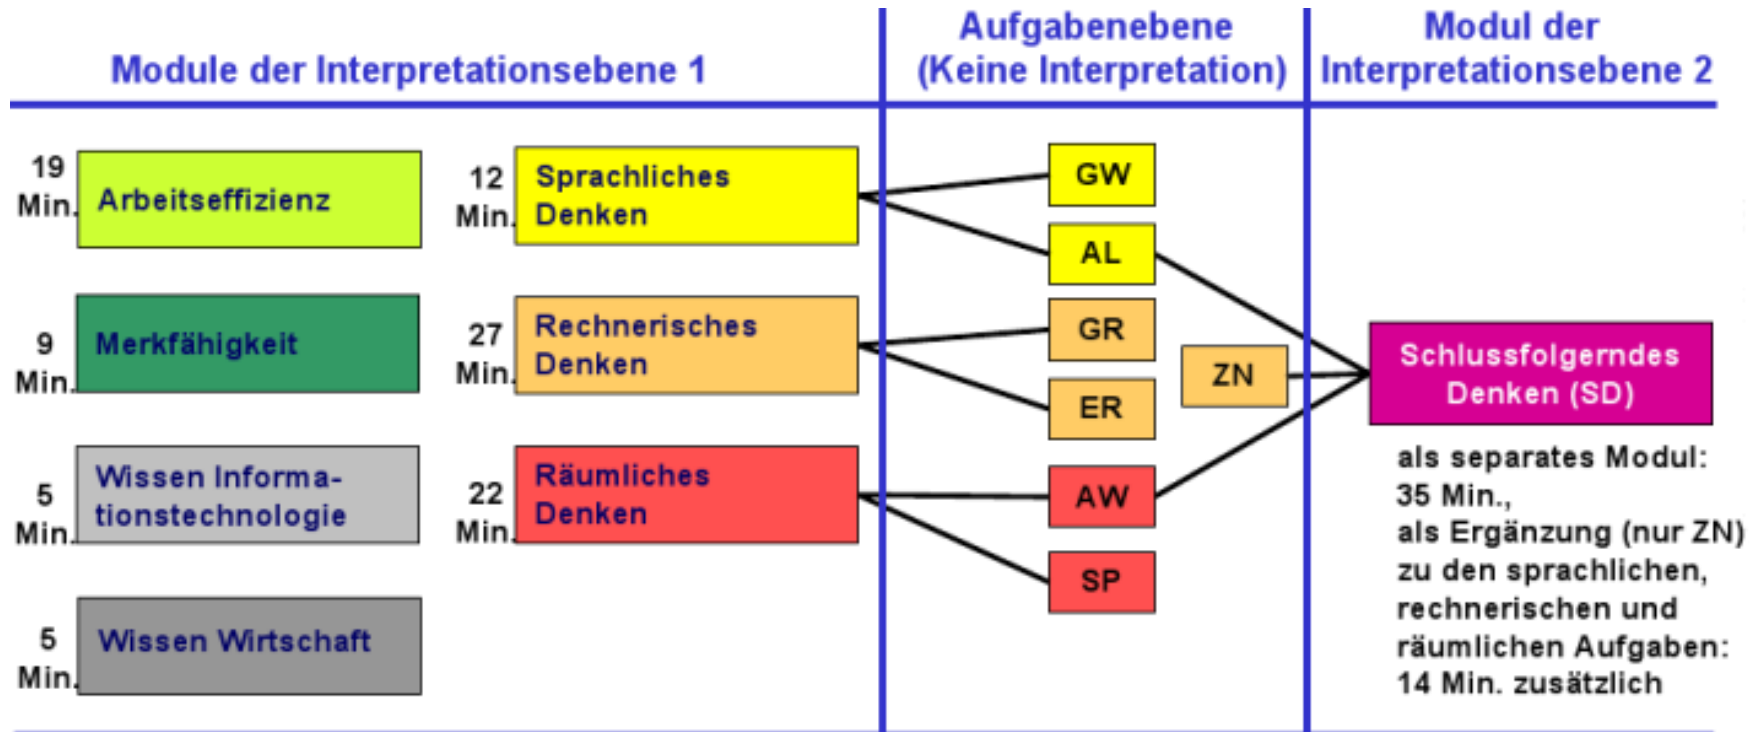 Module der Interpretationsebene 1
Aufgabenebene
(Keine Interpretation)
Modul der
Interpretationsebene 2
19
Min.
Arbeitseffizienz
9
Min.
Merkfähigkeit
5
Min.
Wissen Informa-
tionstechnologie
5
Min.
Wissen Wirtschaft
12
Min.
Sprachliches
Denken
27
Min.
Rechnerisches
Denken
22
Min.
Räumliches
Denken
GW
AL
GR
ER
ZN
AW
SP
Schlussfolgerndes
Denken (SD)
als separates Modul:
35 Min.,
als Ergänzung (nur ZN)
zu den sprachlichen,
rechnerischen und
räumlichen Aufgaben:
14 Min. zusätzlich